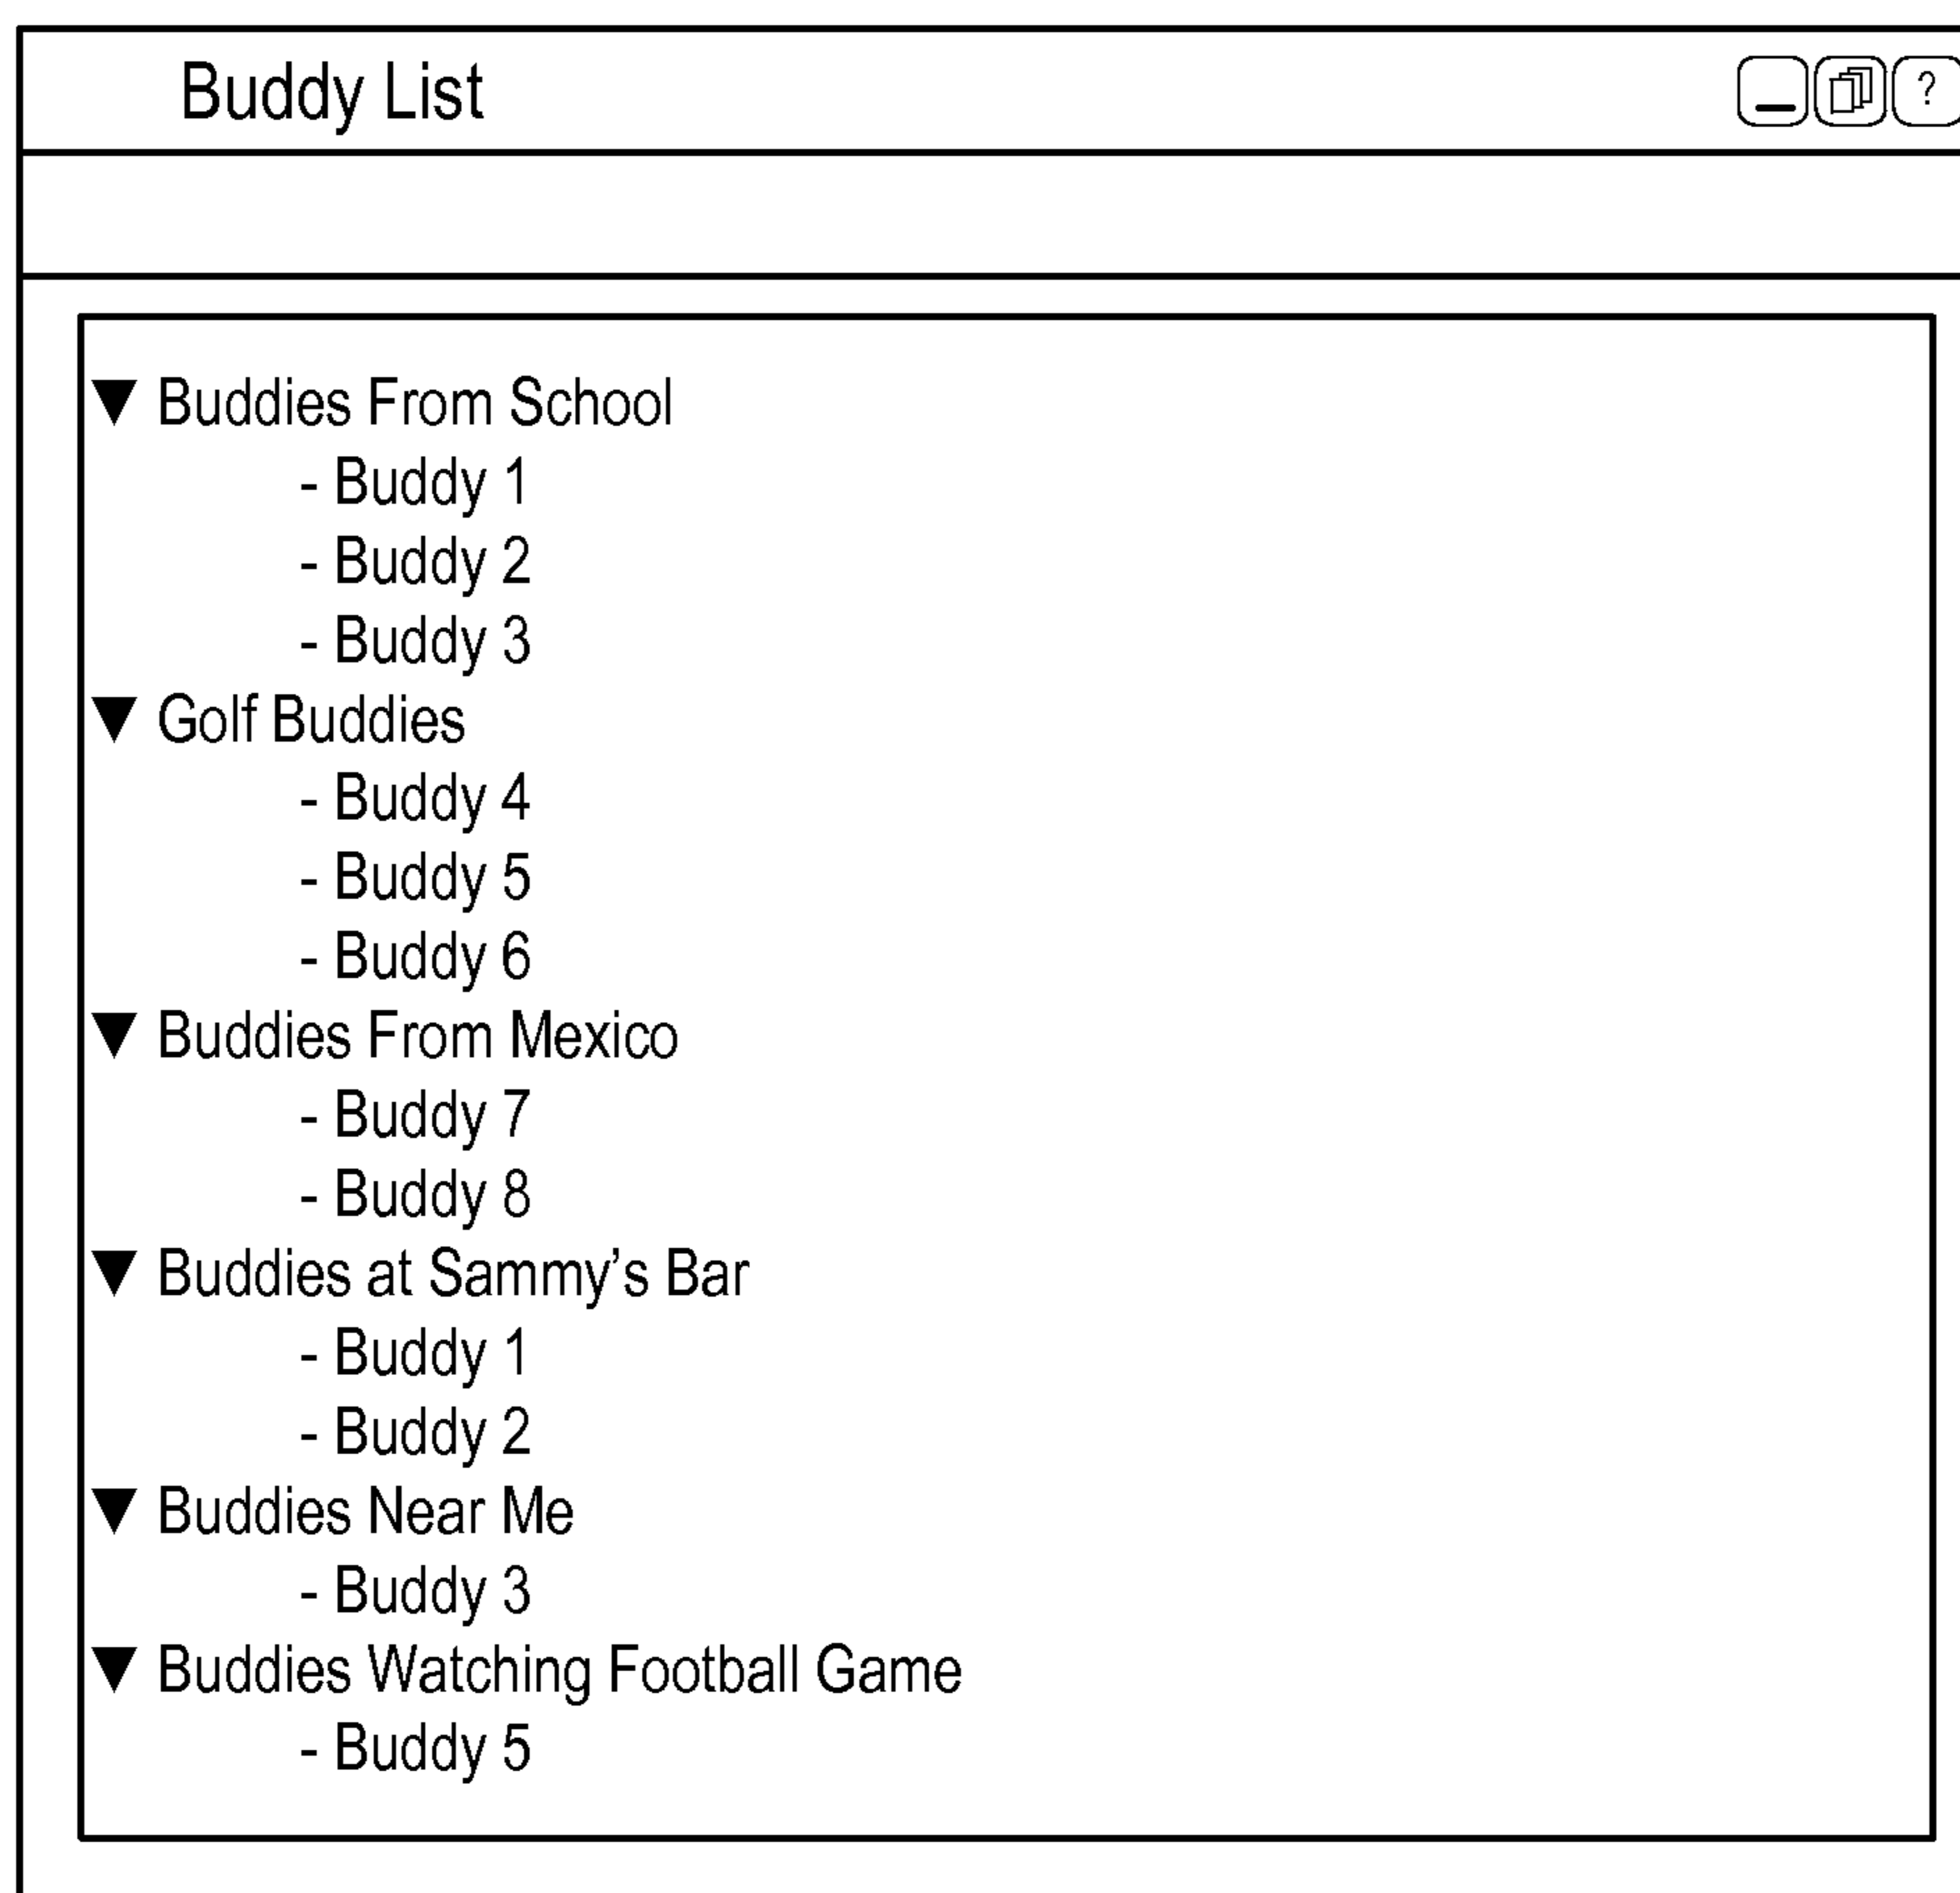 Buddy List
?
▼ Buddies From School
- Buddy 1
- Buddy 2
- Buddy 3
▼ Golf Buddies
- Buddy 4
- Buddy 5
- Buddy 6
▼ Buddies From Mexico
- Buddy 7
- Buddy 8
▼ Buddies at Sammy’s Bar
- Buddy 1
- Buddy 2
▼ Buddies Near Me
- Buddy 3
▼ Buddies Watching Football Game
- Buddy 5